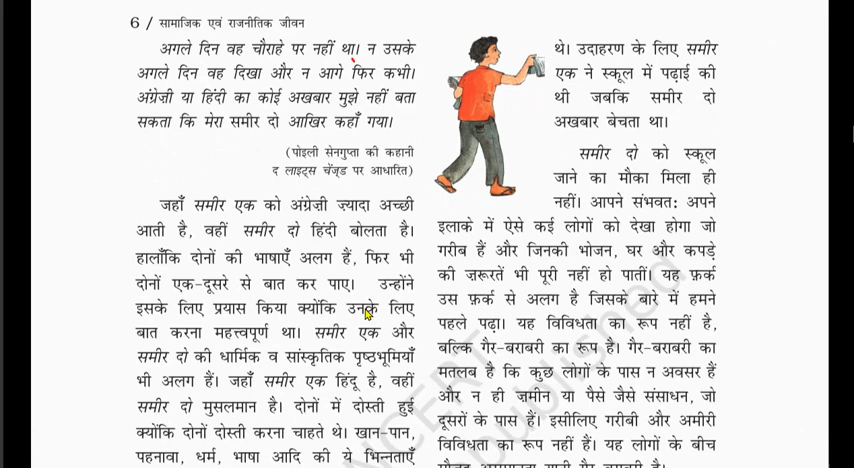 6 / सामाजिक एवं राजनीतिक जीवन
अगले दिन वह चौराहे पर नहीं था। न उसके
अगले दिन वह दिखा और न आगे फिर कभी।
अंग्रेज़ी या हिंदी का कोई अखबार मुझे नहीं बता
सकता कि मेरा समीर दो आखिर कहाँ गया।
(पोइली सेनगुप्ता की कहानी
द लाइट्स चेंज्ड पर आधारित)
जहाँ समीर एक को अंग्रेज़ी ज़्यादा अच्छी
आती है, वहीं समीर दो हिंदी बोलता है।
हालाँकि दोनों की भाषाएँ अलग हैं, फिर भी
दोनों एक-दूसरे से बात कर पाए। उन्होंने
इसके लिए प्रयास किया क्योंकि उनके लिए
बात करना महत्त्वपूर्ण था। समीर एक और
समीर दो की धार्मिक व सांस्कृतिक पृष्ठभूमियाँ
भी अलग हैं। जहाँ समीर एक हिंदू है, वहीं
समीर दो मुसलमान है। दोनों में दोस्ती हुई
क्योंकि दोनों दोस्ती करना चाहते थे। खान-पान,
पहनावा, धर्म, भाषा आदि की ये भिन्नताएँ
थे। उदाहरण के लिए समीर
एक ने स्कूल में पढ़ाई की
थी जबकि समीर दो
अखबार बेचता था।
समीर दो को स्कूल
जाने का मौका मिला ही
नहीं। आपने संभवत: अपने
इलाके में ऐसे कई लोगों को देखा होगा जो
गरीब हैं और जिनकी भोजन, घर और कपड़े
की ज़रूरतें भी पूरी नहीं हो पातीं। यह फ़र्क
उस फ़र्क से अलग है जिसके बारे में हमने
पहले पढ़ा। यह विविधता का रूप नहीं है,
बल्कि गैर-बराबरी का रूप है। गैर-बराबरी का
मतलब है कि कुछ लोगों के पास न अवसर हैं
और न ही ज़मीन या पैसे जैसे संसाधन, जो
दूसरों के पास हैं। इसीलिए गरीबी और अमीरी
विविधता का रूप नहीं हैं। यह लोगों के बीच
NCERT
published